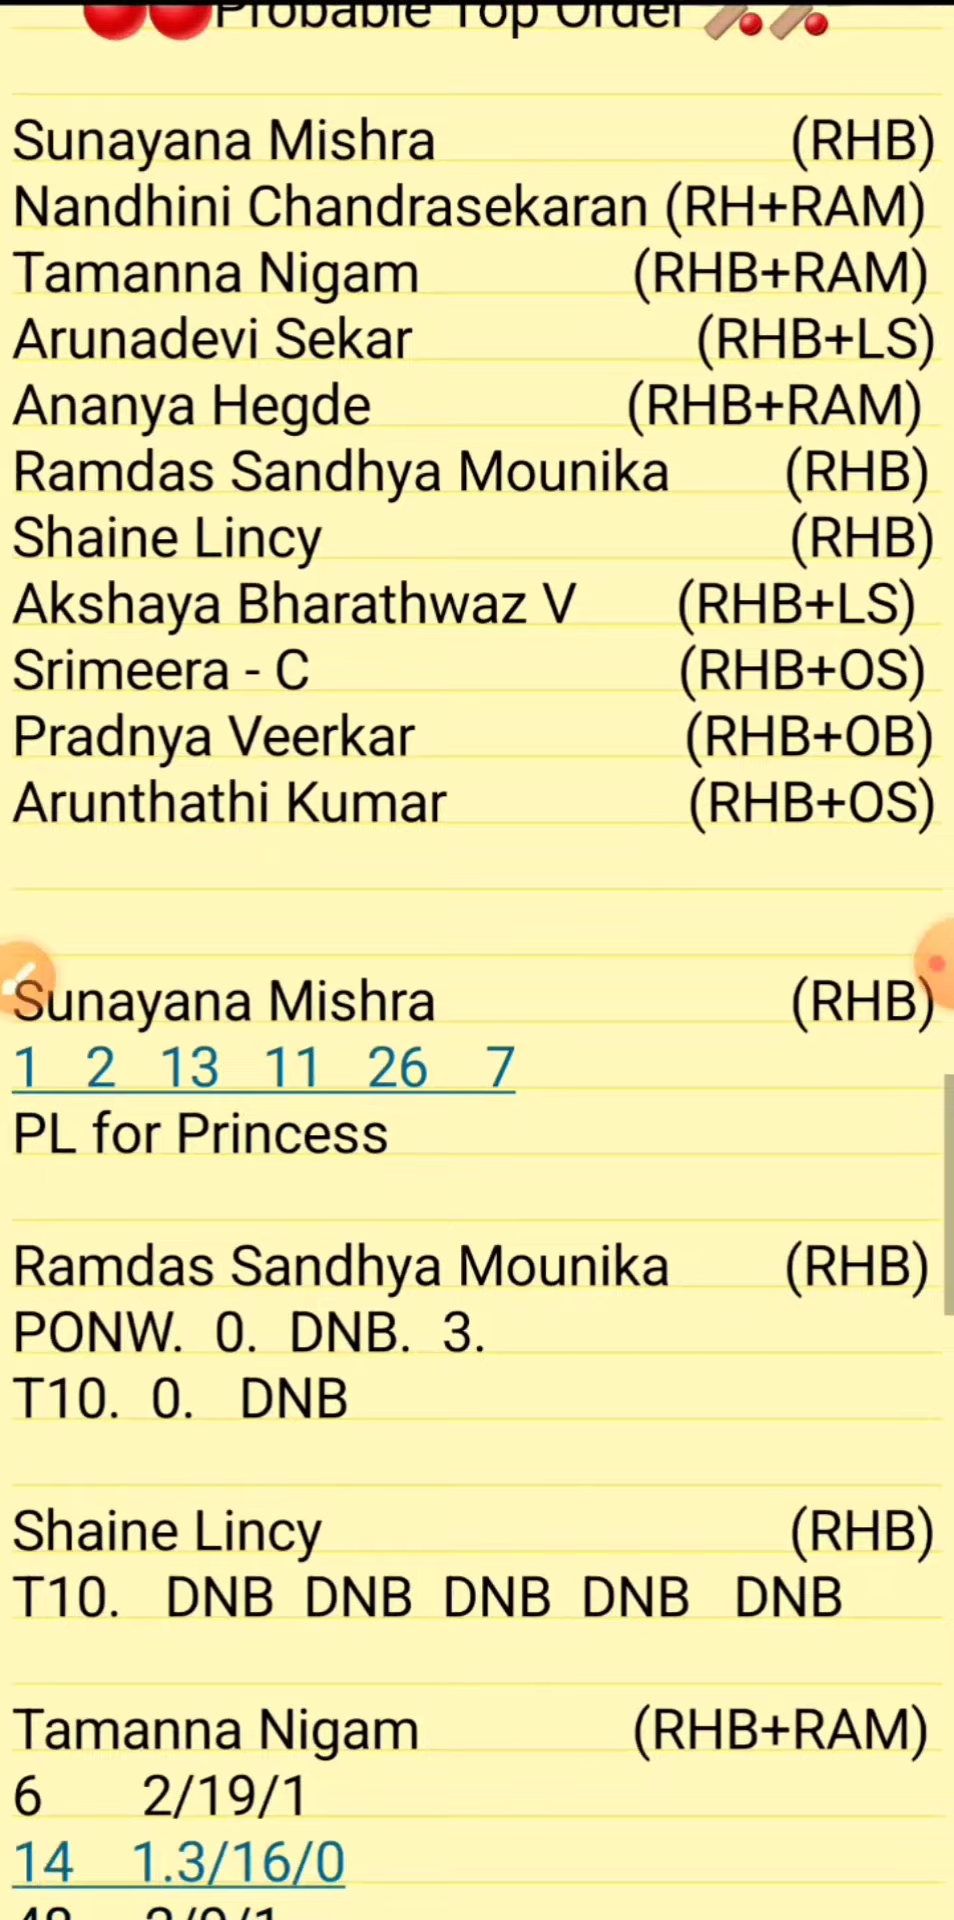 Probable Top Order
Sunayana Mishra (RHB)
Nandhini Chandrasekaran (RH+RAM)
Tamanna Nigam (RHB+RAM)
Arunadevi Sekar (RHB+LS)
Ananya Hegde (RHB+RAM)
Ramdas Sandhya Mounika (RHB)
Shaine Lincy (RHB)
Akshaya Bharathwaz V (RHB+LS)
Srimeera - C (RHB+OS)
Pradnya Veerkar (RHB+OB)
Arunthathi Kumar (RHB+OS)
Sunayana Mishra (RHB)
1 2 13 11 26 7
PL for Princess
Ramdas Sandhya Mounika (RHB)
PONW. 0. DNB. 3.
T10. 0. DNB
Shaine Lincy (RHB)
T10. DNB DNB DNB DNB DNB
Tamanna Nigam (RHB+RAM)
6 2/19/1
14 1.3/16/0